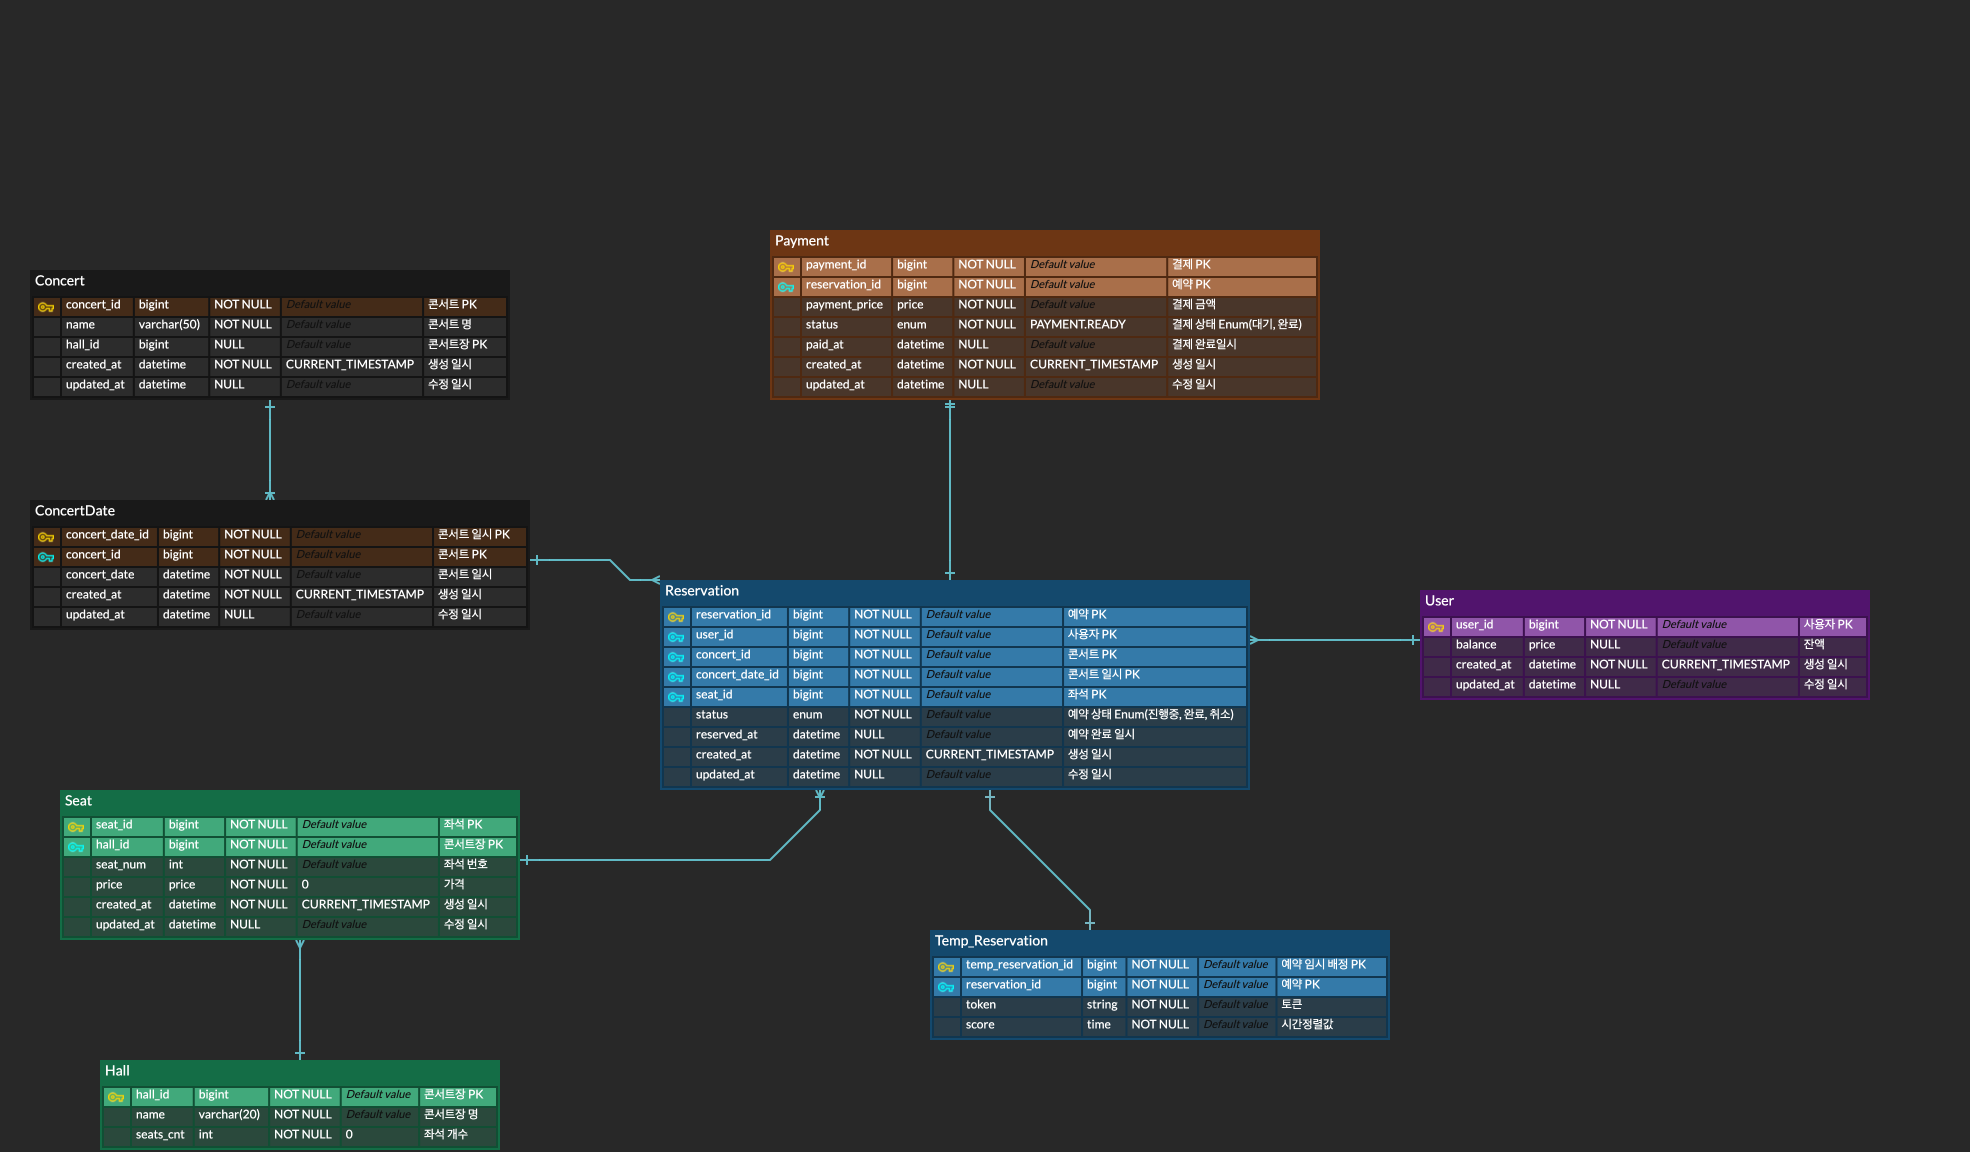 Payment
payment_id bigint NOT NULL Default value 결제 PK
reservation_id bigint NOT NULL Default value 예약 PK
payment_price price NOT NULL Default value 결제 금액
status enum NOT NULL PAYMENT.READY 결제 상태 Enum(대기, 완료)
paid_at datetime NULL Default value 결제 완료일시
created_at datetime NOT NULL CURRENT_TIMESTAMP 생성 일시
updated_at datetime NULL Default value 수정 일시
Concert
concert_id bigint NOT NULL Default value 콘서트 PK
name varchar(50) NOT NULL Default value 콘서트 명
hall_id bigint NULL Default value 콘서트장 PK
created_at datetime NOT NULL CURRENT_TIMESTAMP 생성 일시
updated_at datetime NULL Default value 수정 일시
ConcertDate
concert_date_id bigint NOT NULL Default value 콘서트 일시 PK
concert_id bigint NOT NULL Default value 콘서트 PK
concert_date datetime NOT NULL Default value 콘서트 일시
created_at datetime NOT NULL CURRENT_TIMESTAMP 생성 일시
updated_at datetime NULL Default value 수정 일시
Reservation
reservation_id bigint NOT NULL Default value 예약 PK
user_id bigint NOT NULL Default value 사용자 PK
concert_id bigint NOT NULL Default value 콘서트 PK
concert_date_id bigint NOT NULL Default value 콘서트 일시 PK
seat_id bigint NOT NULL Default value 좌석 PK
status enum NOT NULL Default value 예약 상태 Enum(진행중, 완료, 취소)
reserved_at datetime NULL Default value 예약 완료 일시
created_at datetime NOT NULL CURRENT_TIMESTAMP 생성 일시
updated_at datetime NULL Default value 수정 일시
User
user_id bigint NOT NULL Default value 사용자 PK
balance price NULL Default value 잔액
created_at datetime NOT NULL CURRENT_TIMESTAMP 생성 일시
updated_at datetime NULL Default value 수정 일시
Seat
seat_id bigint NOT NULL Default value 좌석 PK
hall_id bigint NOT NULL Default value 콘서트장 PK
seat_num int NOT NULL Default value 좌석 번호
price price NOT NULL 0 가격
created_at datetime NOT NULL CURRENT_TIMESTAMP 생성 일시
updated_at datetime NULL Default value 수정 일시
Temp_Reservation
temp_reservation_id bigint NOT NULL Default value 예약 임시 배정 PK
reservation_id bigint NOT NULL Default value 예약 PK
token string NOT NULL Default value 토큰
score time NOT NULL Default value 시간정렬값
Hall
hall_id bigint NOT NULL Default value 콘서트장 PK
name varchar(20) NOT NULL Default value 콘서트장 명
seats_cnt int NOT NULL 0 좌석 개수